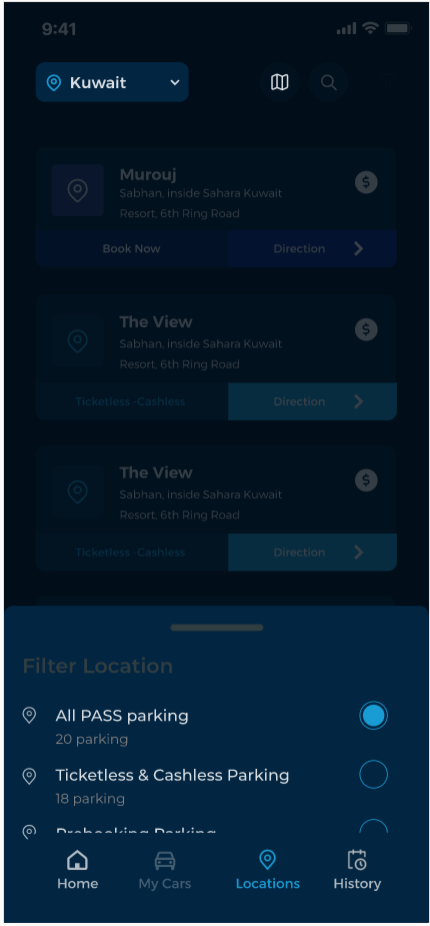 9:41
Kuwait
Murouj
Sabhan, inside Sahara Kuwait
Resort, 6th Ring Road
Book Now
Direction
The View
Sabhan, inside Sahara Kuwait
Resort, 6th Ring Road
Ticketless -Cashless
Direction
The View
Sabhan, inside Sahara Kuwait
Resort, 6th Ring Road
Ticketless -Cashless
Direction
Filter Location
All PASS parking
20 parking
Ticketless & Cashless Parking
18 parking
Prebooking Parking
Home
My Cars
Locations
History